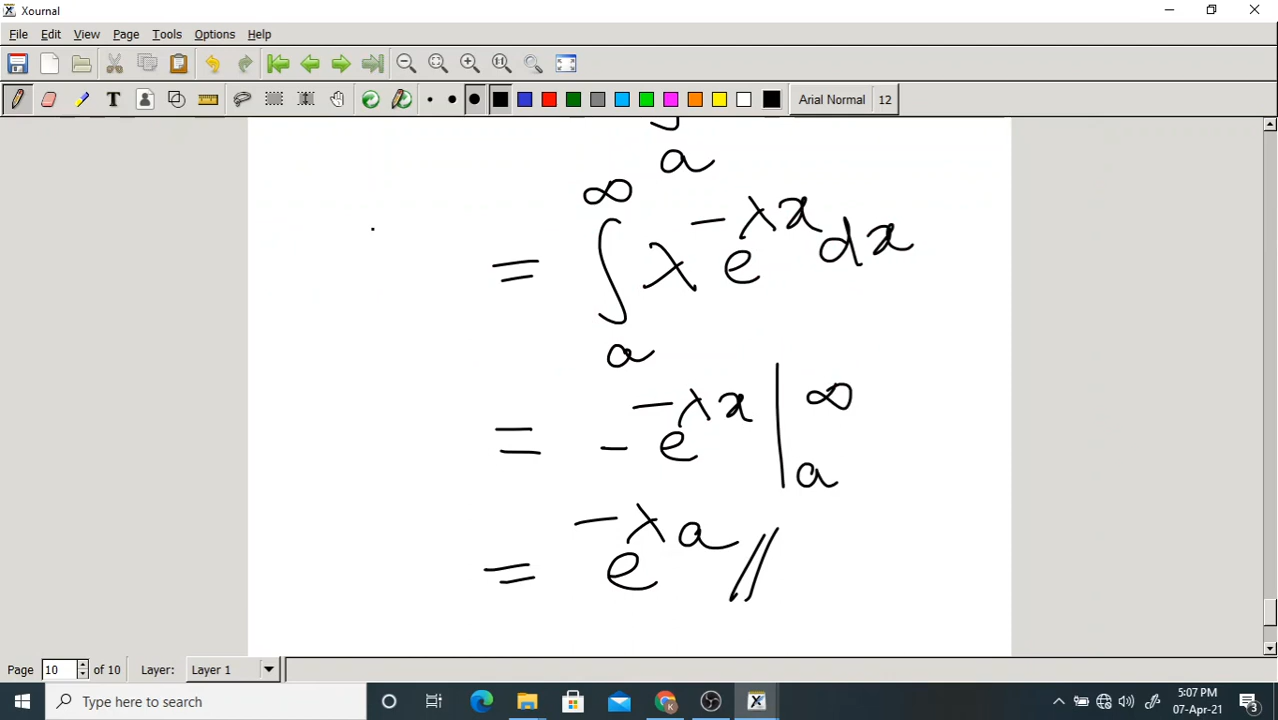 Xournal
File Edit View Page Tools Options Help
T Arial Normal 12
a
= ∫ₐ^∞ λ e^{-λx} dx
= - e^{-λx} |ₐ^∞
= e^{-λa} //
Page 10 of 10 Layer: Layer 1
Type here to search
5:07 PM
07-Apr-21
3